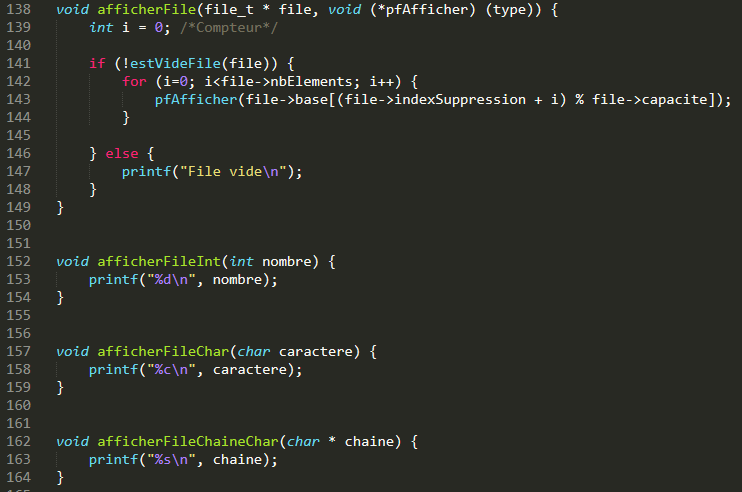 138 void afficherFile(file_t * file, void (*pfAfficher) (type)) {
139     int i = 0; /*Compteur*/
140
141     if (!estVideFile(file)) {
142         for (i=0; i<file->nbElements; i++) {
143             pfAfficher(file->base[(file->indexSuppression + i) % file->capacite]);
144         }
145
146     } else {
147         printf("File vide\n");
148     }
149 }
150
151
152 void afficherFileInt(int nombre) {
153     printf("%d\n", nombre);
154 }
155
156
157 void afficherFileChar(char caractere) {
158     printf("%c\n", caractere);
159 }
160
161
162 void afficherFileChaineChar(char * chaine) {
163     printf("%s\n", chaine);
164 }